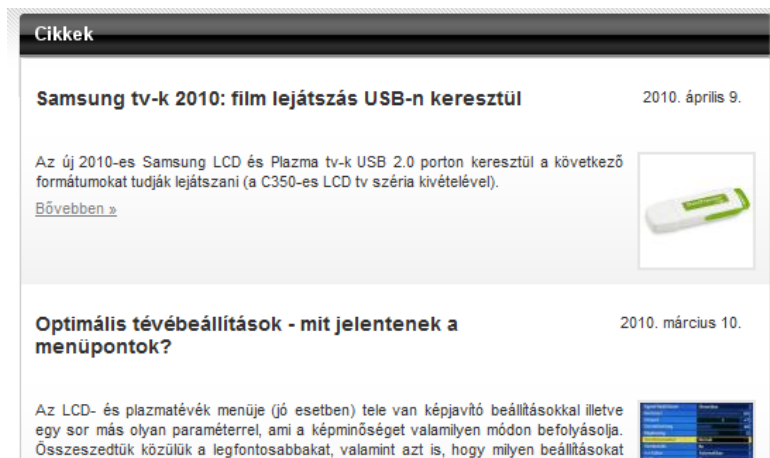 Cikkek
Samsung tv-k 2010: film lejátszás USB-n keresztül
2010. április 9.
Az új 2010-es Samsung LCD és Plazma tv-k USB 2.0 porton keresztül a következő
formátumokat tudják lejátszani (a C350-es LCD tv széria kivételével).
Bővebben »
Optimális tévébeállítások - mit jelentenek a
menüpontok?
2010. március 10.
Az LCD- és plazmatévék menüje (jó esetben) tele van képjavító beállításokkal illetve
egy sor más olyan paraméterrel, ami a képminőséget valamilyen módon befolyásolja.
Összeszedtük közülük a legfontosabbakat, valamint azt is, hogy milyen beállításokat